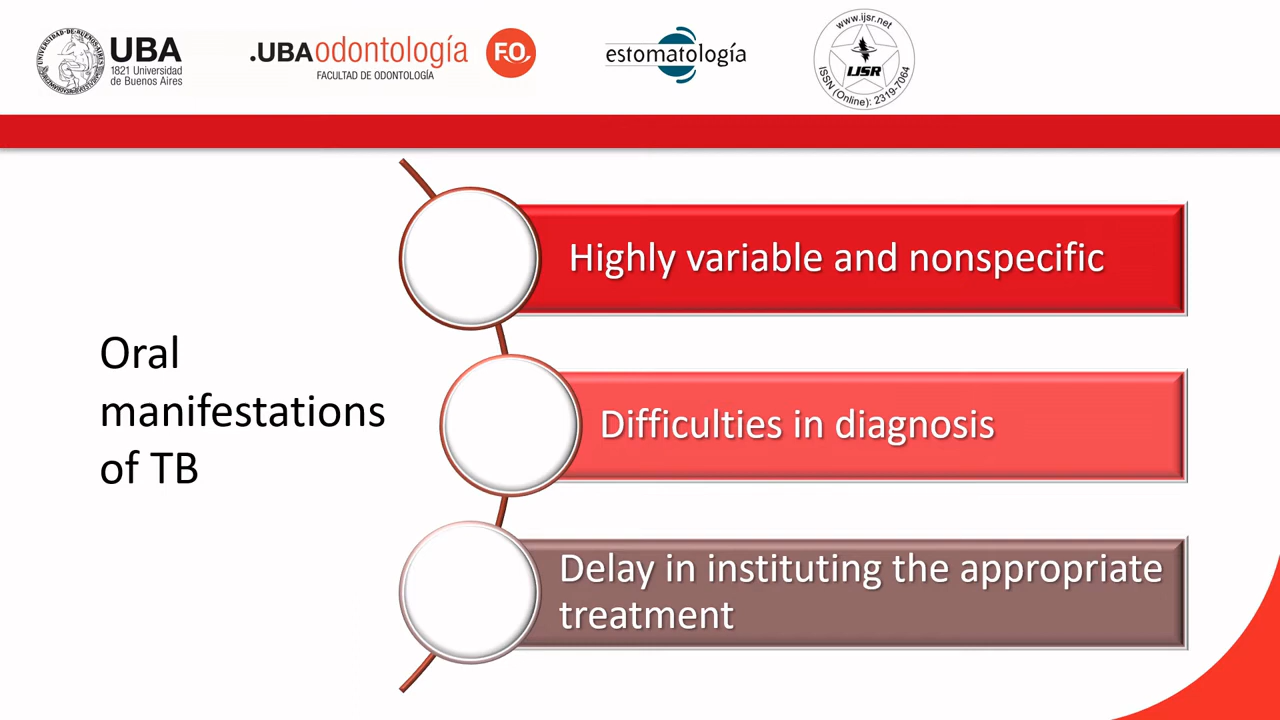 UBA
1821 Universidad
de Buenos Aires
.UBAodontología
FACULTAD DE ODONTOLOGÍA
F.O.
estomatología
www.ijsr.net
IJSR
ISSN (Online): 2319-7064
Highly variable and nonspecific
Oral
manifestations
of TB
Difficulties in diagnosis
Delay in instituting the appropriate
treatment